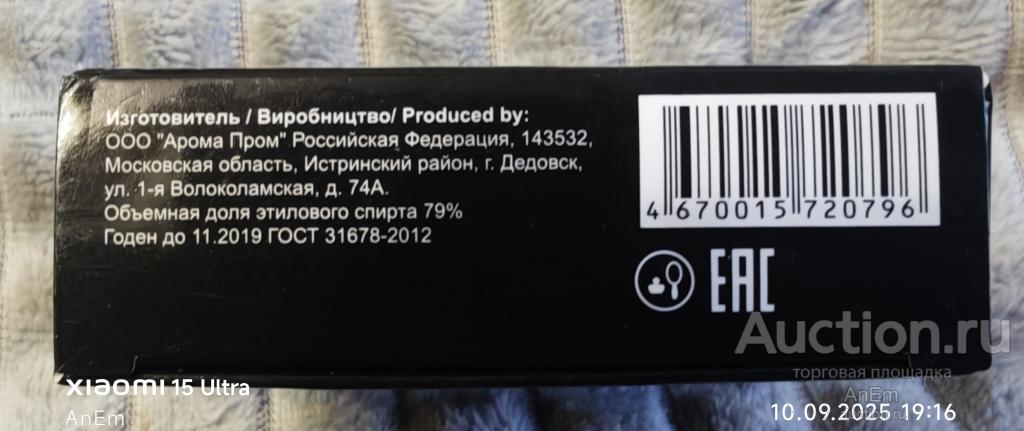 Изготовитель / Виробництво/ Produced by:
ООО "Арома Пром" Российская Федерация, 143532,
Московская область, Истринский район, г. Дедовск,
ул. 1-я Волоколамская, д. 74А.
Объемная доля этилового спирта 79%
Годен до 11.2019 ГОСТ 31678-2012
4 670015 720796
EAC
Auction.ru
торговая площадка
AnEm
XIAOMI 15 Ultra
AnEm
10.09.2025 19:16